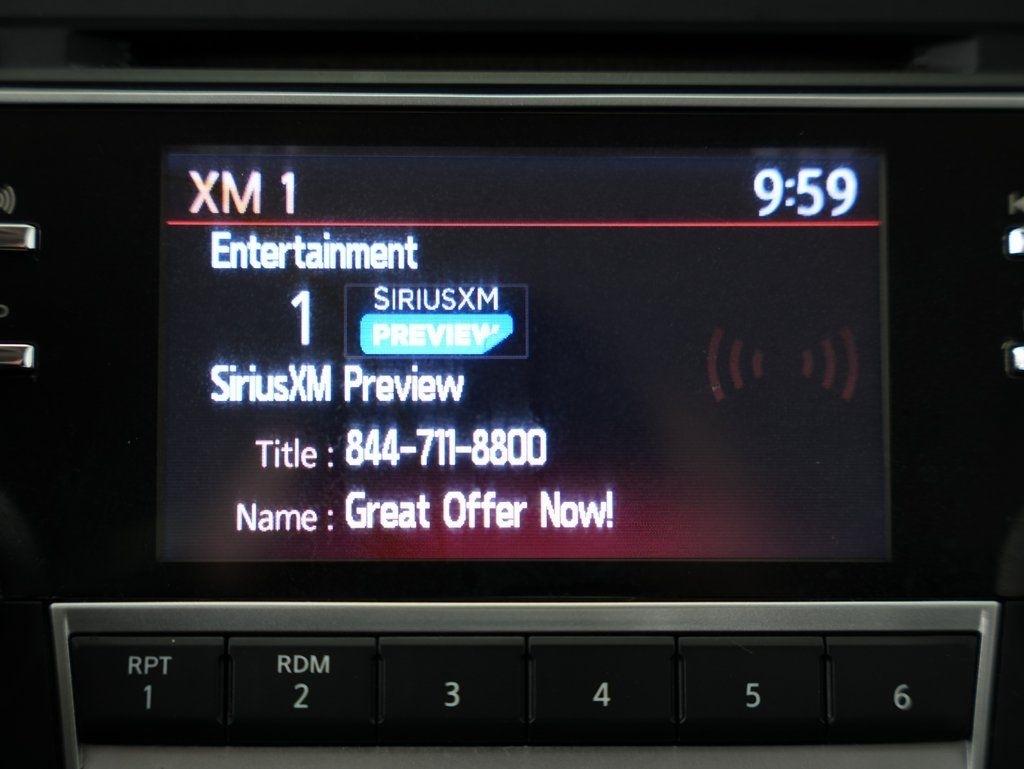 XM 1 9:59
Entertainment
1 SIRIUSXM
PREVIEW
SiriusXM Preview
Title : 844-711-8800
Name : Great Offer Now!
RPT RDM
1 2 3 4 5 6